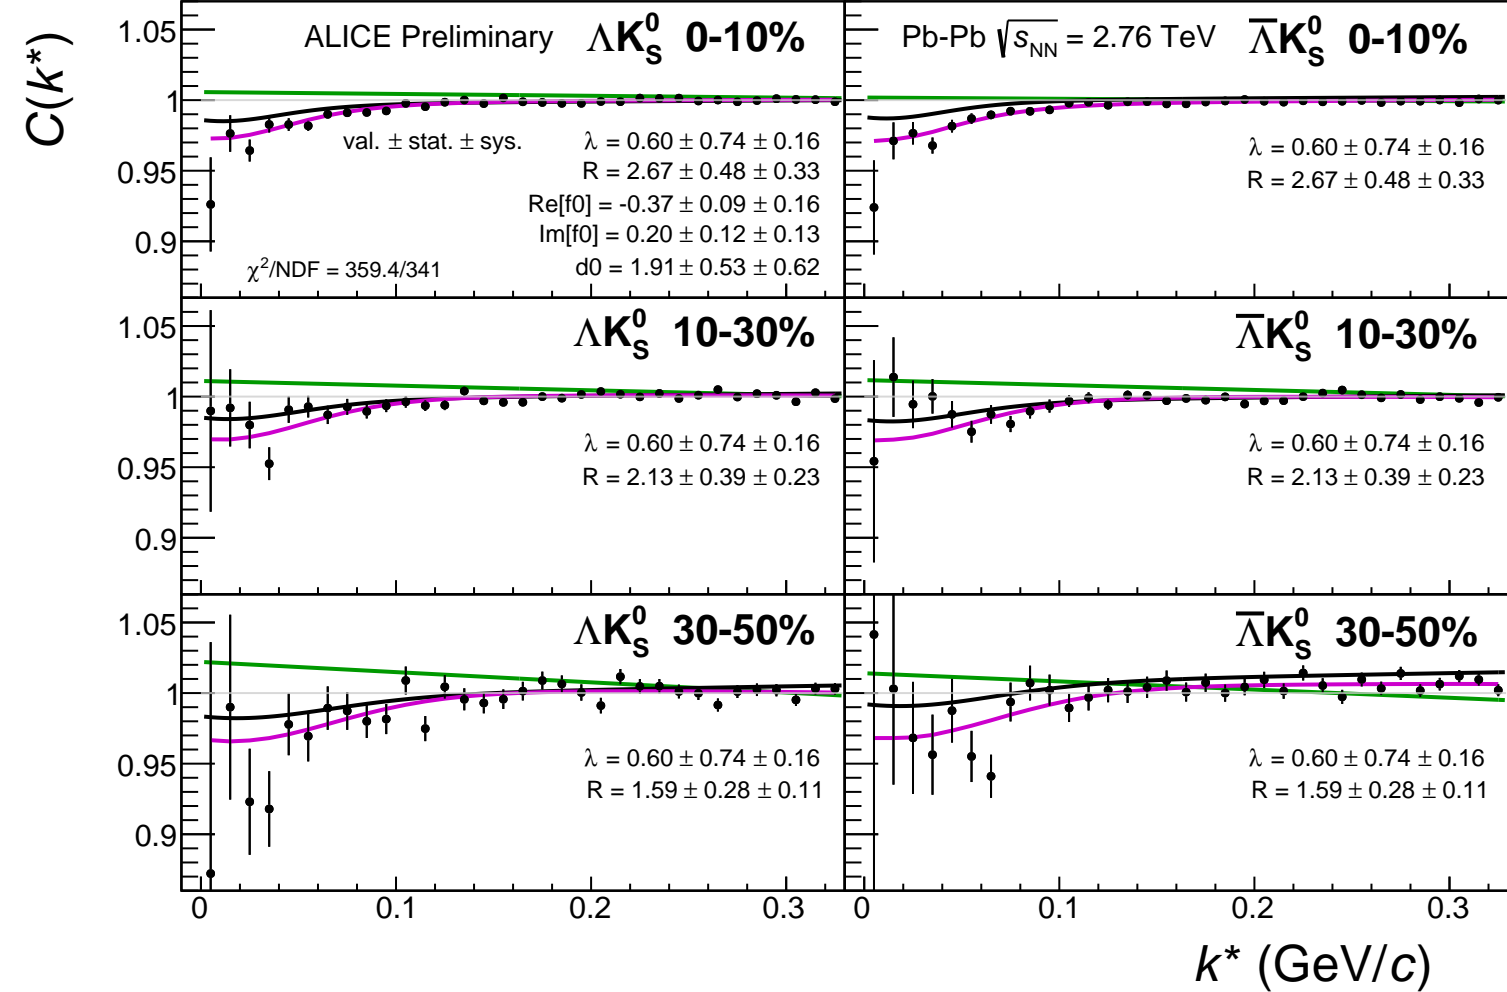 C(k*)
ALICE Preliminary ΛK⁰S 0-10%
val. ± stat. ± sys.
λ = 0.60 ± 0.74 ± 0.16
R = 2.67 ± 0.48 ± 0.33
Re[f0] = -0.37 ± 0.09 ± 0.16
Im[f0] = 0.20 ± 0.12 ± 0.13
d0 = 1.91 ± 0.53 ± 0.62
χ²/NDF = 359.4/341
1.05
1
0.95
0.9
Pb-Pb √sNN = 2.76 TeV Λ̅K⁰S 0-10%
λ = 0.60 ± 0.74 ± 0.16
R = 2.67 ± 0.48 ± 0.33
ΛK⁰S 10-30%
λ = 0.60 ± 0.74 ± 0.16
R = 2.13 ± 0.39 ± 0.23
1.05
1
0.95
0.9
Λ̅K⁰S 10-30%
λ = 0.60 ± 0.74 ± 0.16
R = 2.13 ± 0.39 ± 0.23
ΛK⁰S 30-50%
λ = 0.60 ± 0.74 ± 0.16
R = 1.59 ± 0.28 ± 0.11
1.05
1
0.95
0.9
Λ̅K⁰S 30-50%
λ = 0.60 ± 0.74 ± 0.16
R = 1.59 ± 0.28 ± 0.11
0 0.1 0.2 0.3 0 0.1 0.2 0.3
k* (GeV/c)